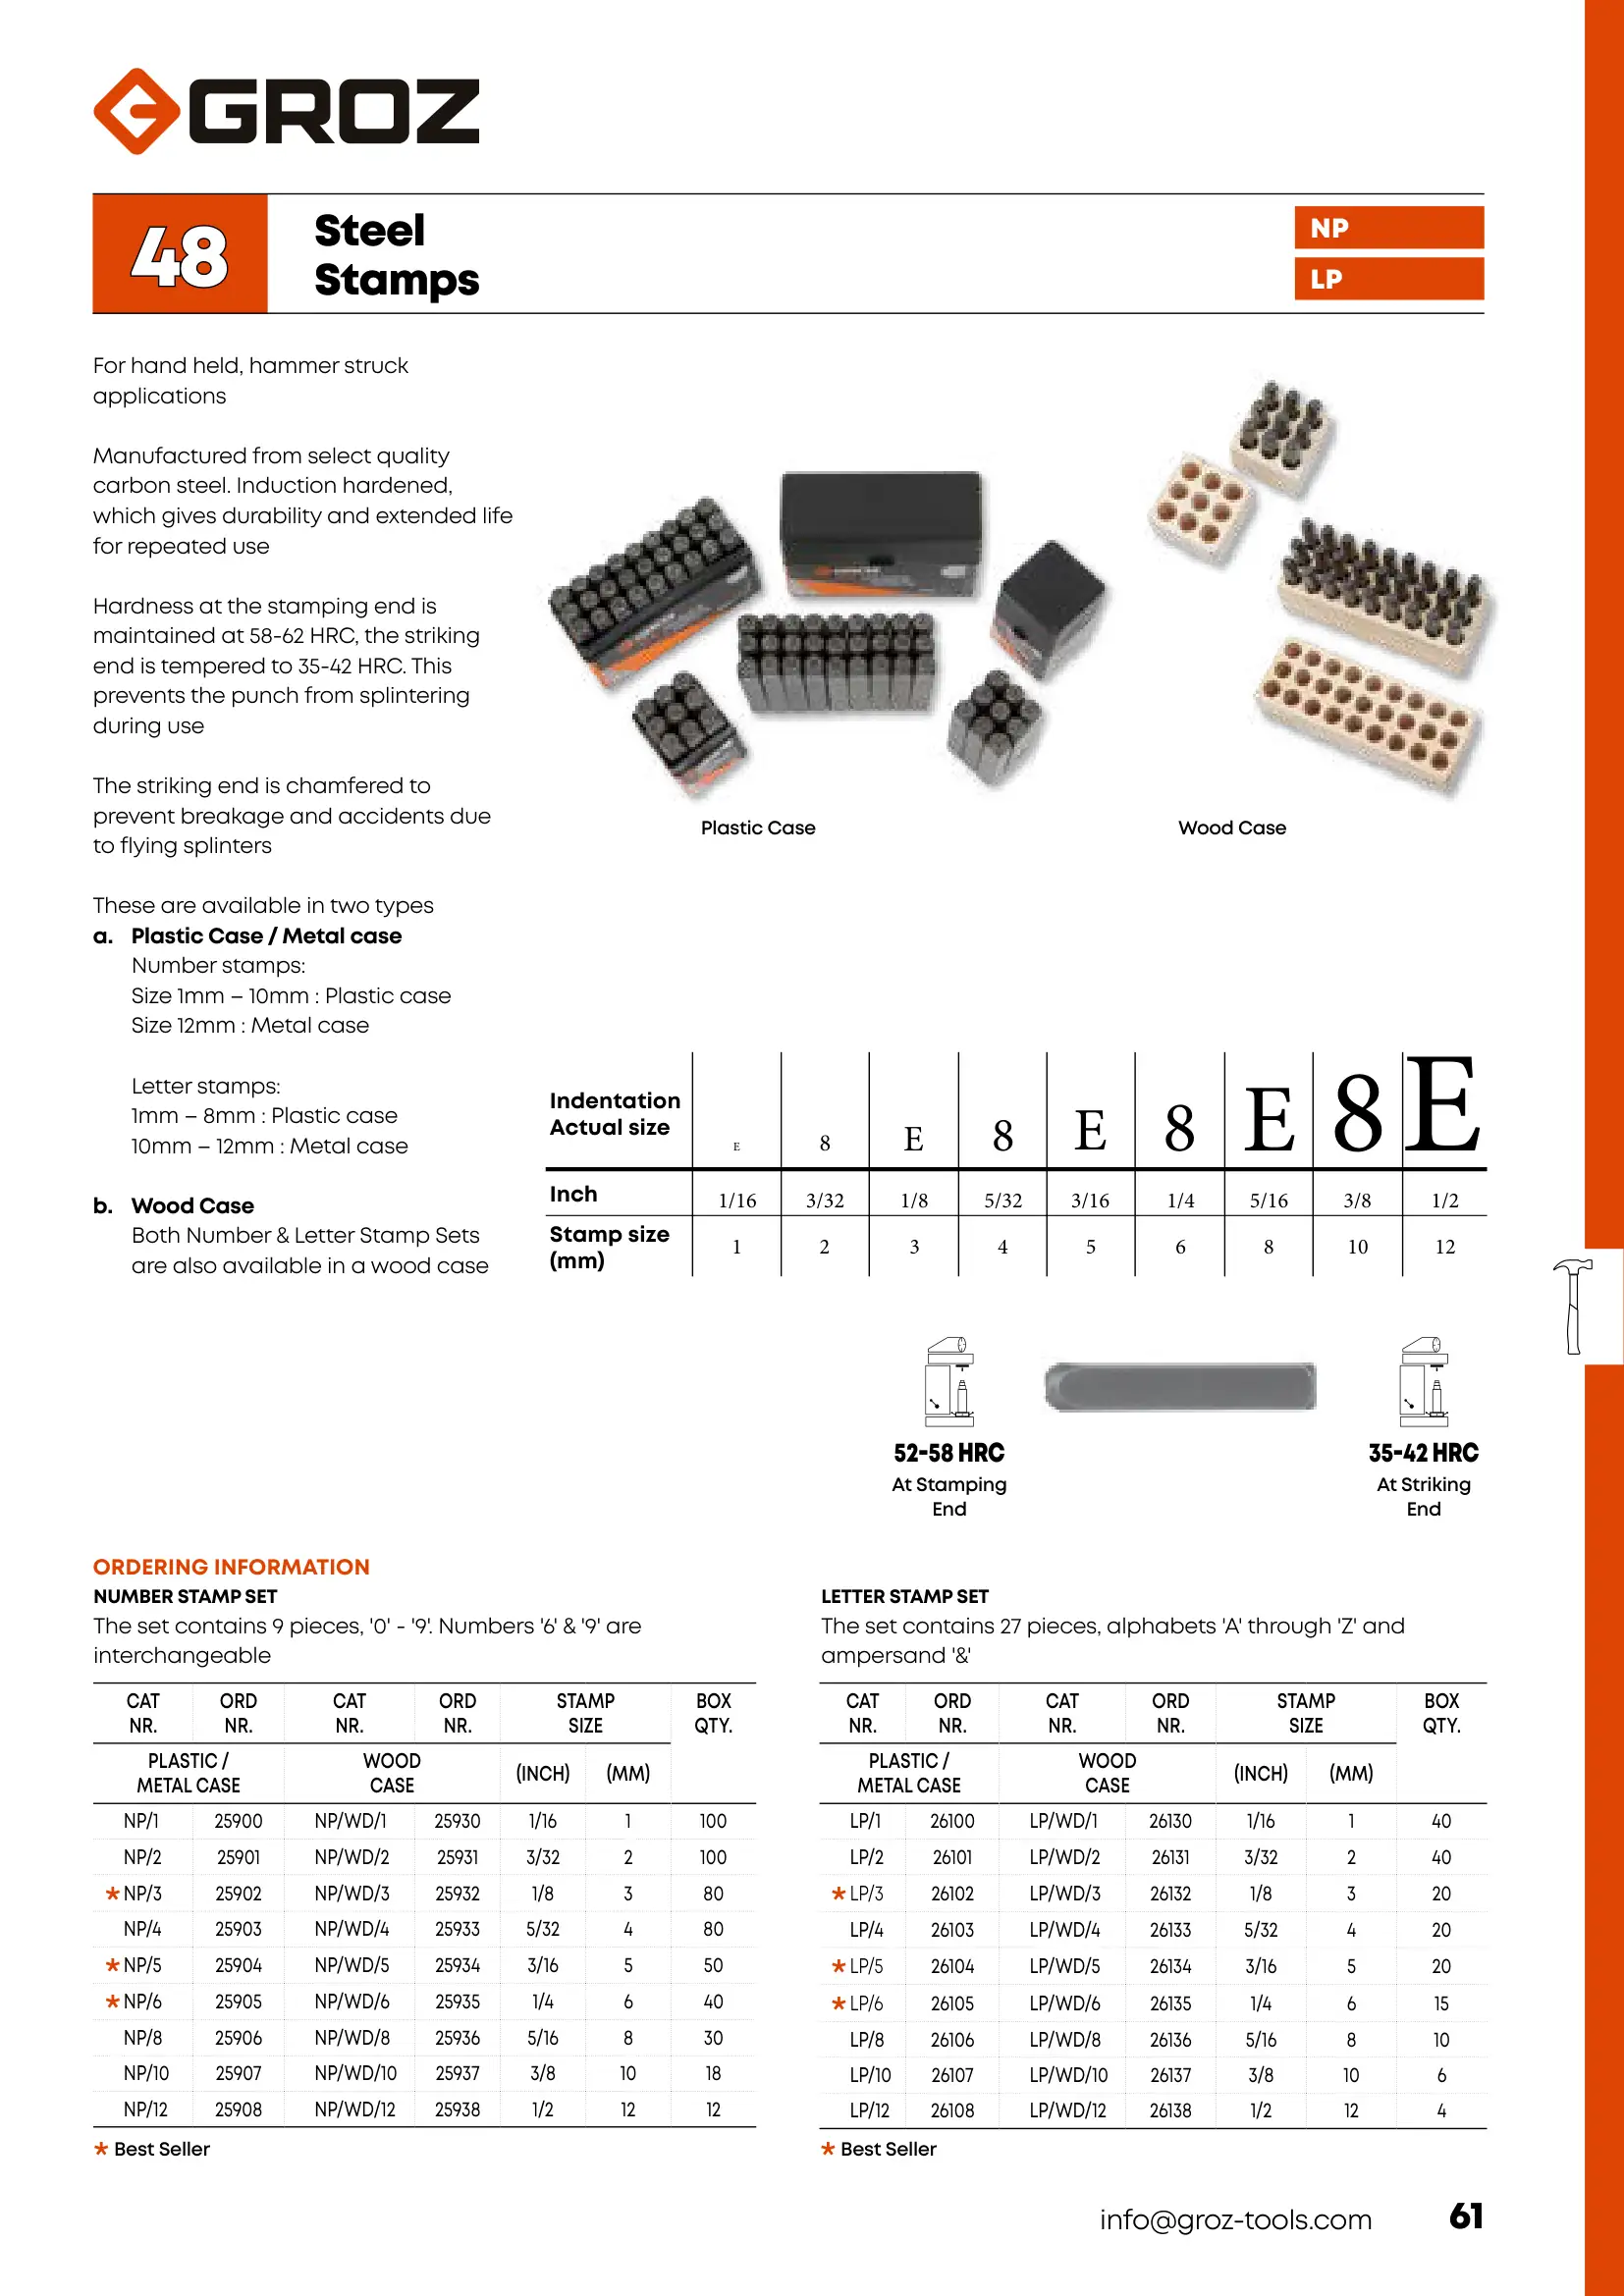 GROZ
48
Steel
Stamps
NP
LP
For hand held, hammer struck
applications
Manufactured from select quality
carbon steel. Induction hardened,
which gives durability and extended life
for repeated use
Hardness at the stamping end is
maintained at 58-62 HRC, the striking
end is tempered to 35-42 HRC. This
prevents the punch from splintering
during use
The striking end is chamfered to
prevent breakage and accidents due
to flying splinters
These are available in two types
a. Plastic Case / Metal case
Number stamps:
Size 1mm – 10mm : Plastic case
Size 12mm : Metal case
Letter stamps:
1mm – 8mm : Plastic case
10mm – 12mm : Metal case
b. Wood Case
Both Number & Letter Stamp Sets
are also available in a wood case
Plastic Case
Wood Case
Indentation
Actual size
E 8 E 8 E 8 E 8 E
Inch 1/16 3/32 1/8 5/32 3/16 1/4 5/16 3/8 1/2
Stamp size
(mm)
1 2 3 4 5 6 8 10 12
52-58 HRC
At Stamping
End
35-42 HRC
At Striking
End
ORDERING INFORMATION
NUMBER STAMP SET
The set contains 9 pieces, '0' - '9'. Numbers '6' & '9' are
interchangeable
CAT ORD CAT ORD STAMP BOX
NR. NR. NR. NR. SIZE QTY.
PLASTIC / WOOD
METAL CASE CASE (INCH) (MM)
NP/1 25900 NP/WD/1 25930 1/16 1 100
NP/2 25901 NP/WD/2 25931 3/32 2 100
* NP/3 25902 NP/WD/3 25932 1/8 3 80
NP/4 25903 NP/WD/4 25933 5/32 4 80
* NP/5 25904 NP/WD/5 25934 3/16 5 50
* NP/6 25905 NP/WD/6 25935 1/4 6 40
NP/8 25906 NP/WD/8 25936 5/16 8 30
NP/10 25907 NP/WD/10 25937 3/8 10 18
NP/12 25908 NP/WD/12 25938 1/2 12 12
* Best Seller
LETTER STAMP SET
The set contains 27 pieces, alphabets 'A' through 'Z' and
ampersand '&'
CAT ORD CAT ORD STAMP BOX
NR. NR. NR. NR. SIZE QTY.
PLASTIC / WOOD
METAL CASE CASE (INCH) (MM)
LP/1 26100 LP/WD/1 26130 1/16 1 40
LP/2 26101 LP/WD/2 26131 3/32 2 40
* LP/3 26102 LP/WD/3 26132 1/8 3 20
LP/4 26103 LP/WD/4 26133 5/32 4 20
* LP/5 26104 LP/WD/5 26134 3/16 5 20
* LP/6 26105 LP/WD/6 26135 1/4 6 15
LP/8 26106 LP/WD/8 26136 5/16 8 10
LP/10 26107 LP/WD/10 26137 3/8 10 6
LP/12 26108 LP/WD/12 26138 1/2 12 4
* Best Seller
info@groz-tools.com 61